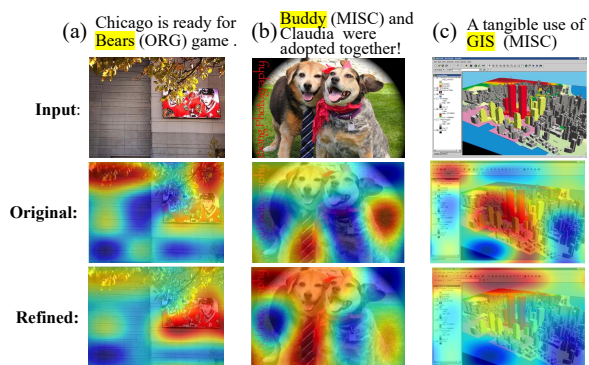 (a) Chicago is ready for
Bears (ORG) game .
(b) Buddy (MISC) and
Claudia were
adopted together!
(c) A tangible use of
GIS (MISC)
Input:
Original:
Refined: